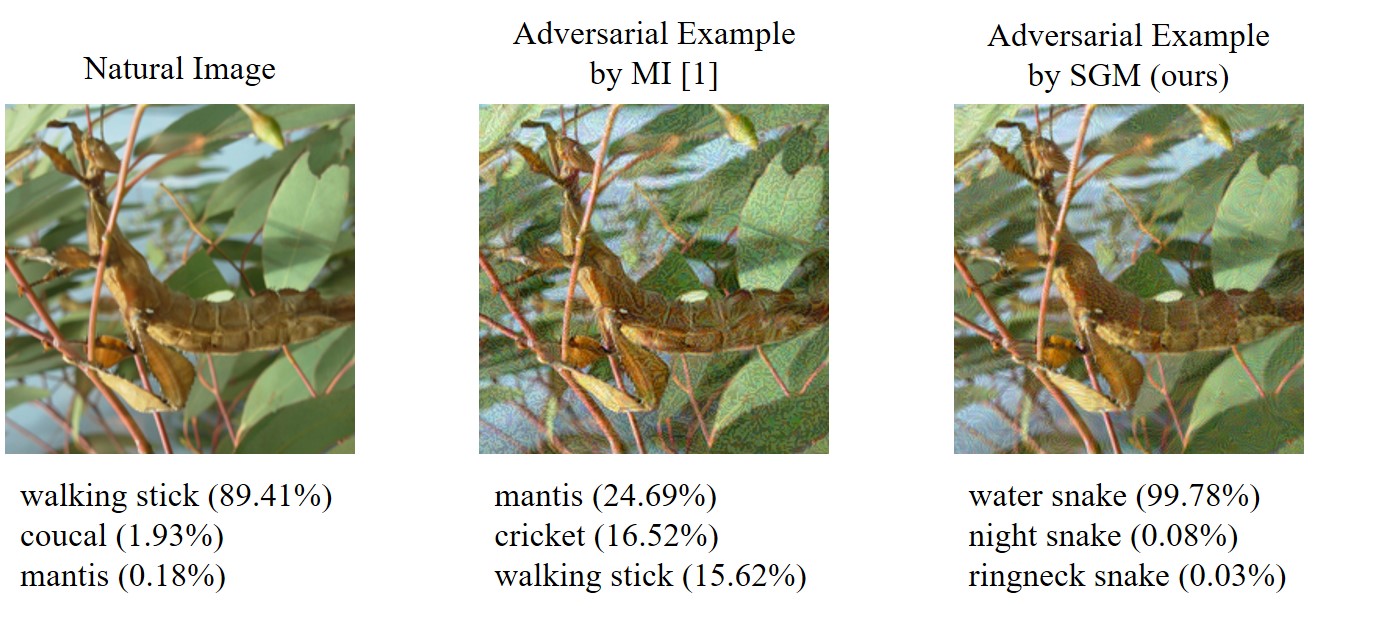 Natural Image
walking stick (89.41%)
coucal (1.93%)
mantis (0.18%)
Adversarial Example
by MI [1]
mantis (24.69%)
cricket (16.52%)
walking stick (15.62%)
Adversarial Example
by SGM (ours)
water snake (99.78%)
night snake (0.08%)
ringneck snake (0.03%)